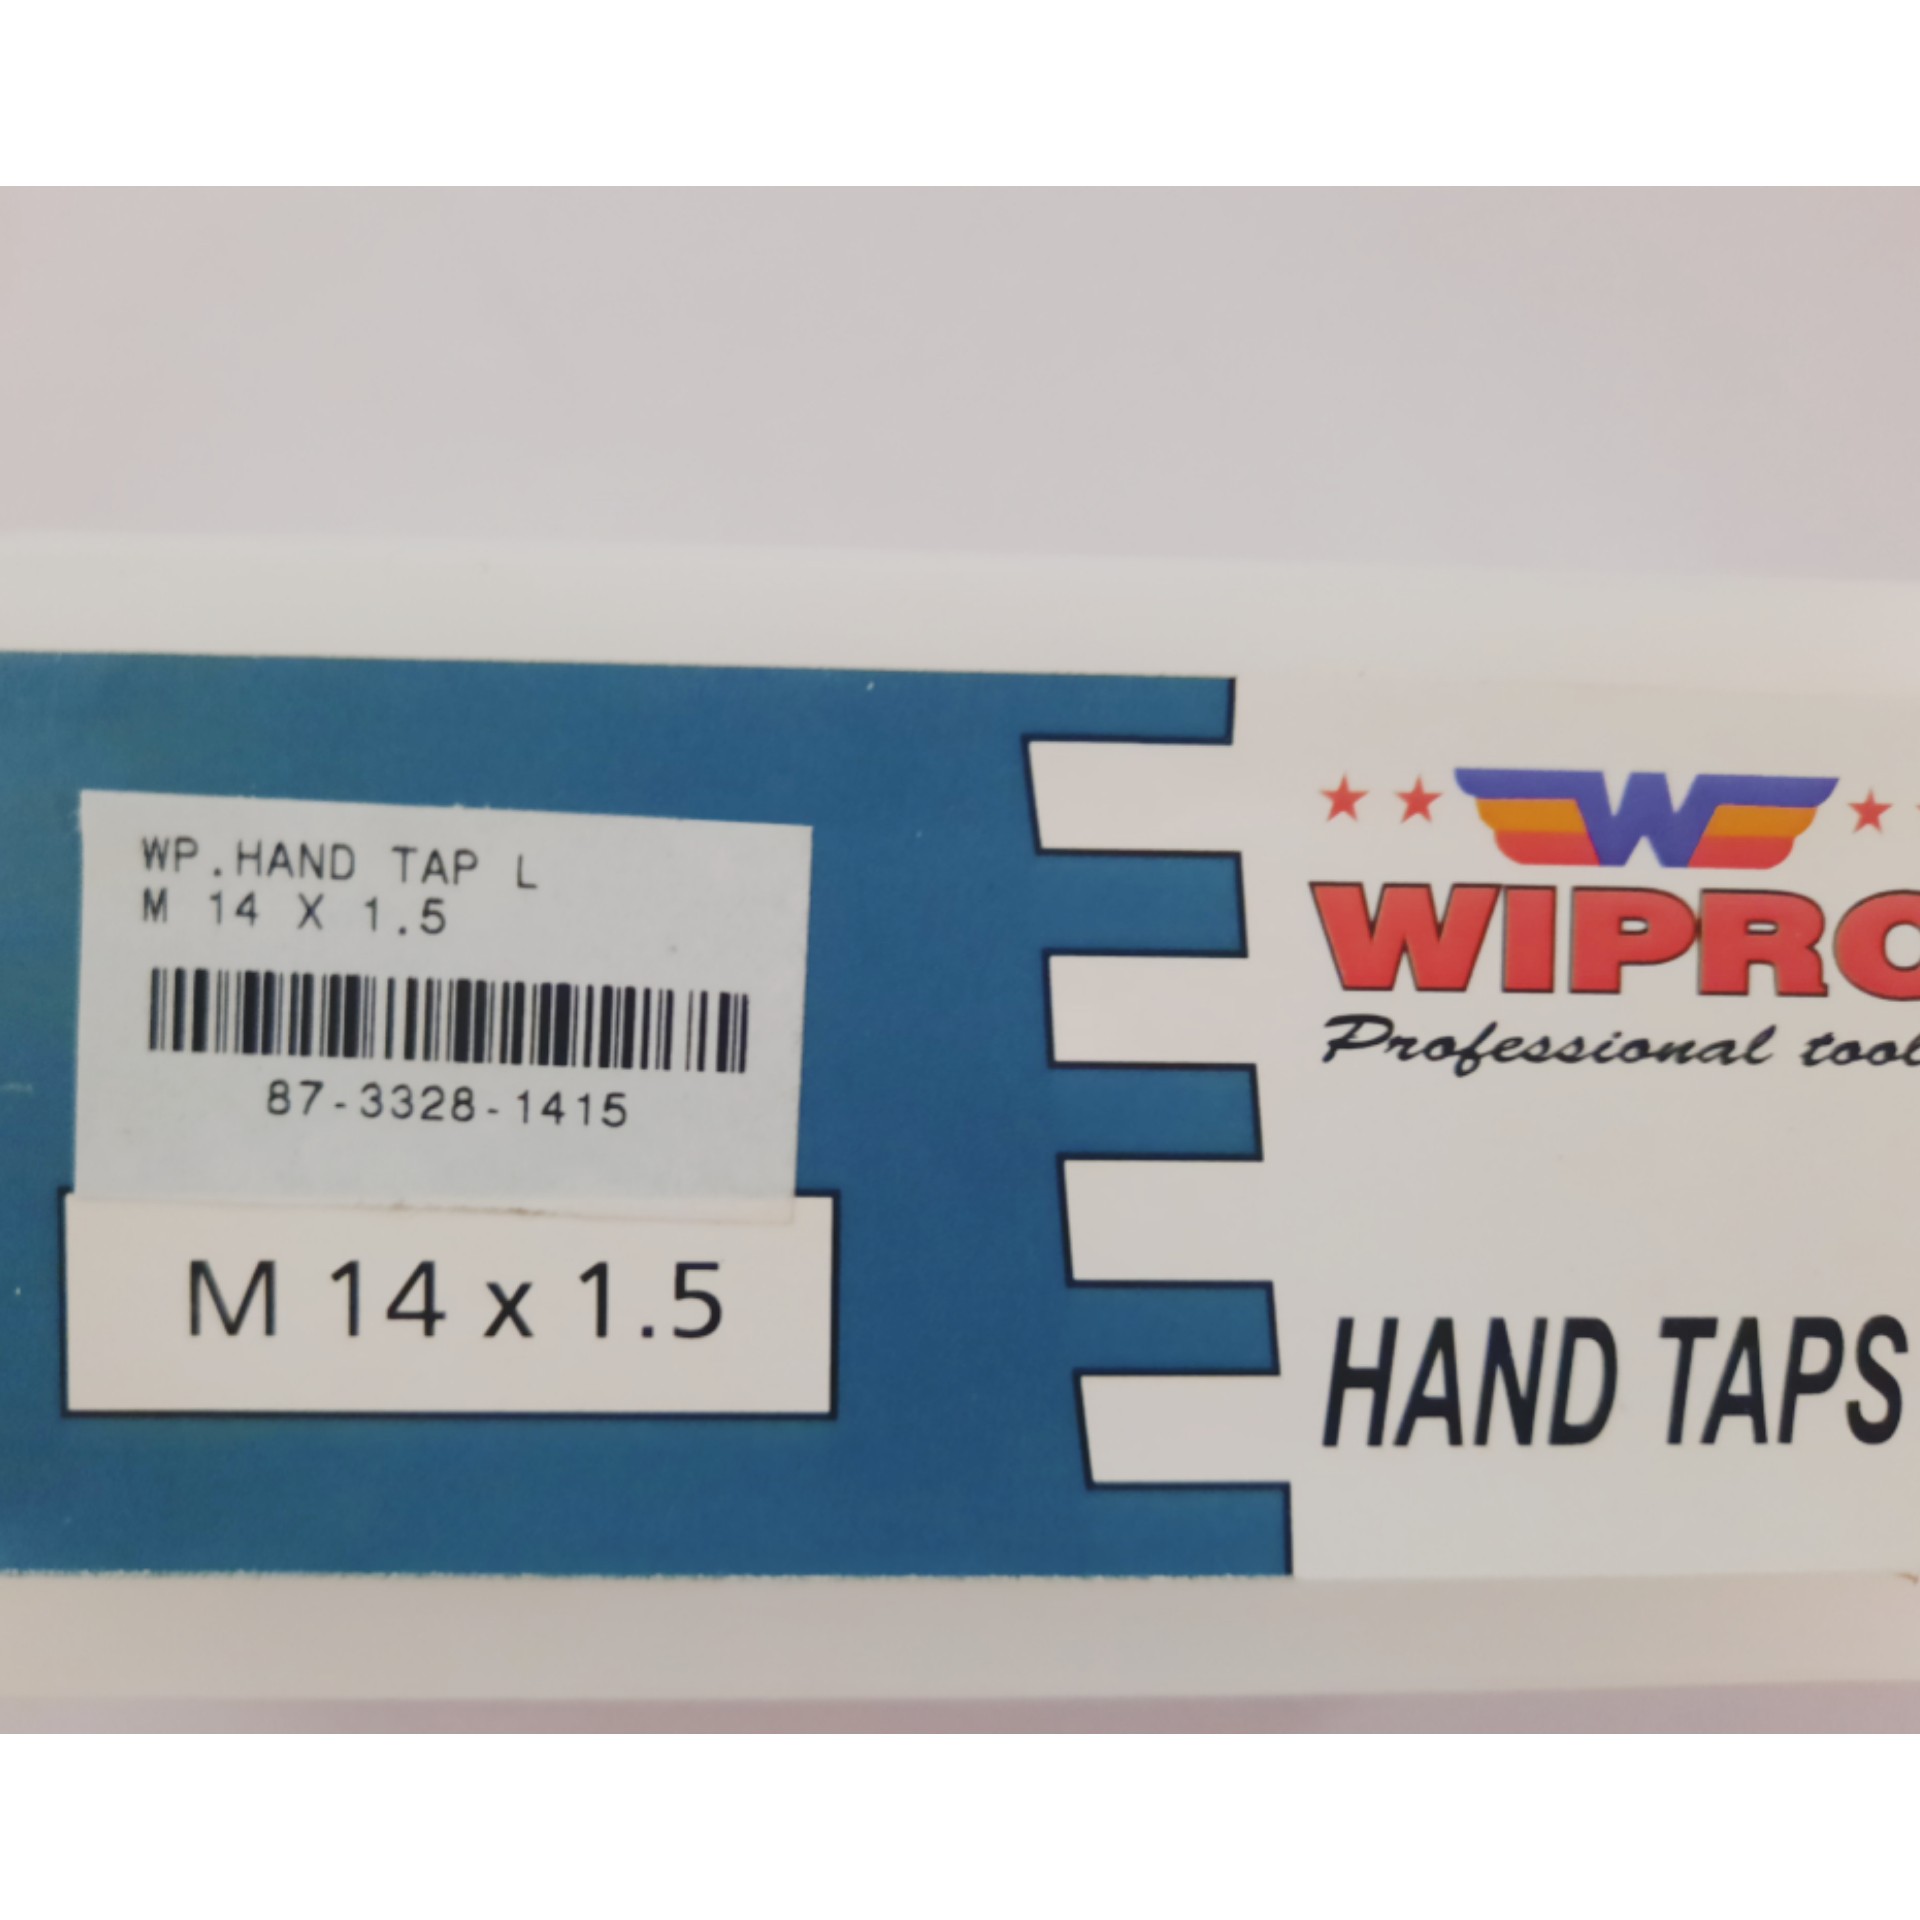 WP.HAND TAP L
M 14 X 1.5
87-3328-1415
M 14 x 1.5
W
WIPRO
Professional tool
HAND TAPS